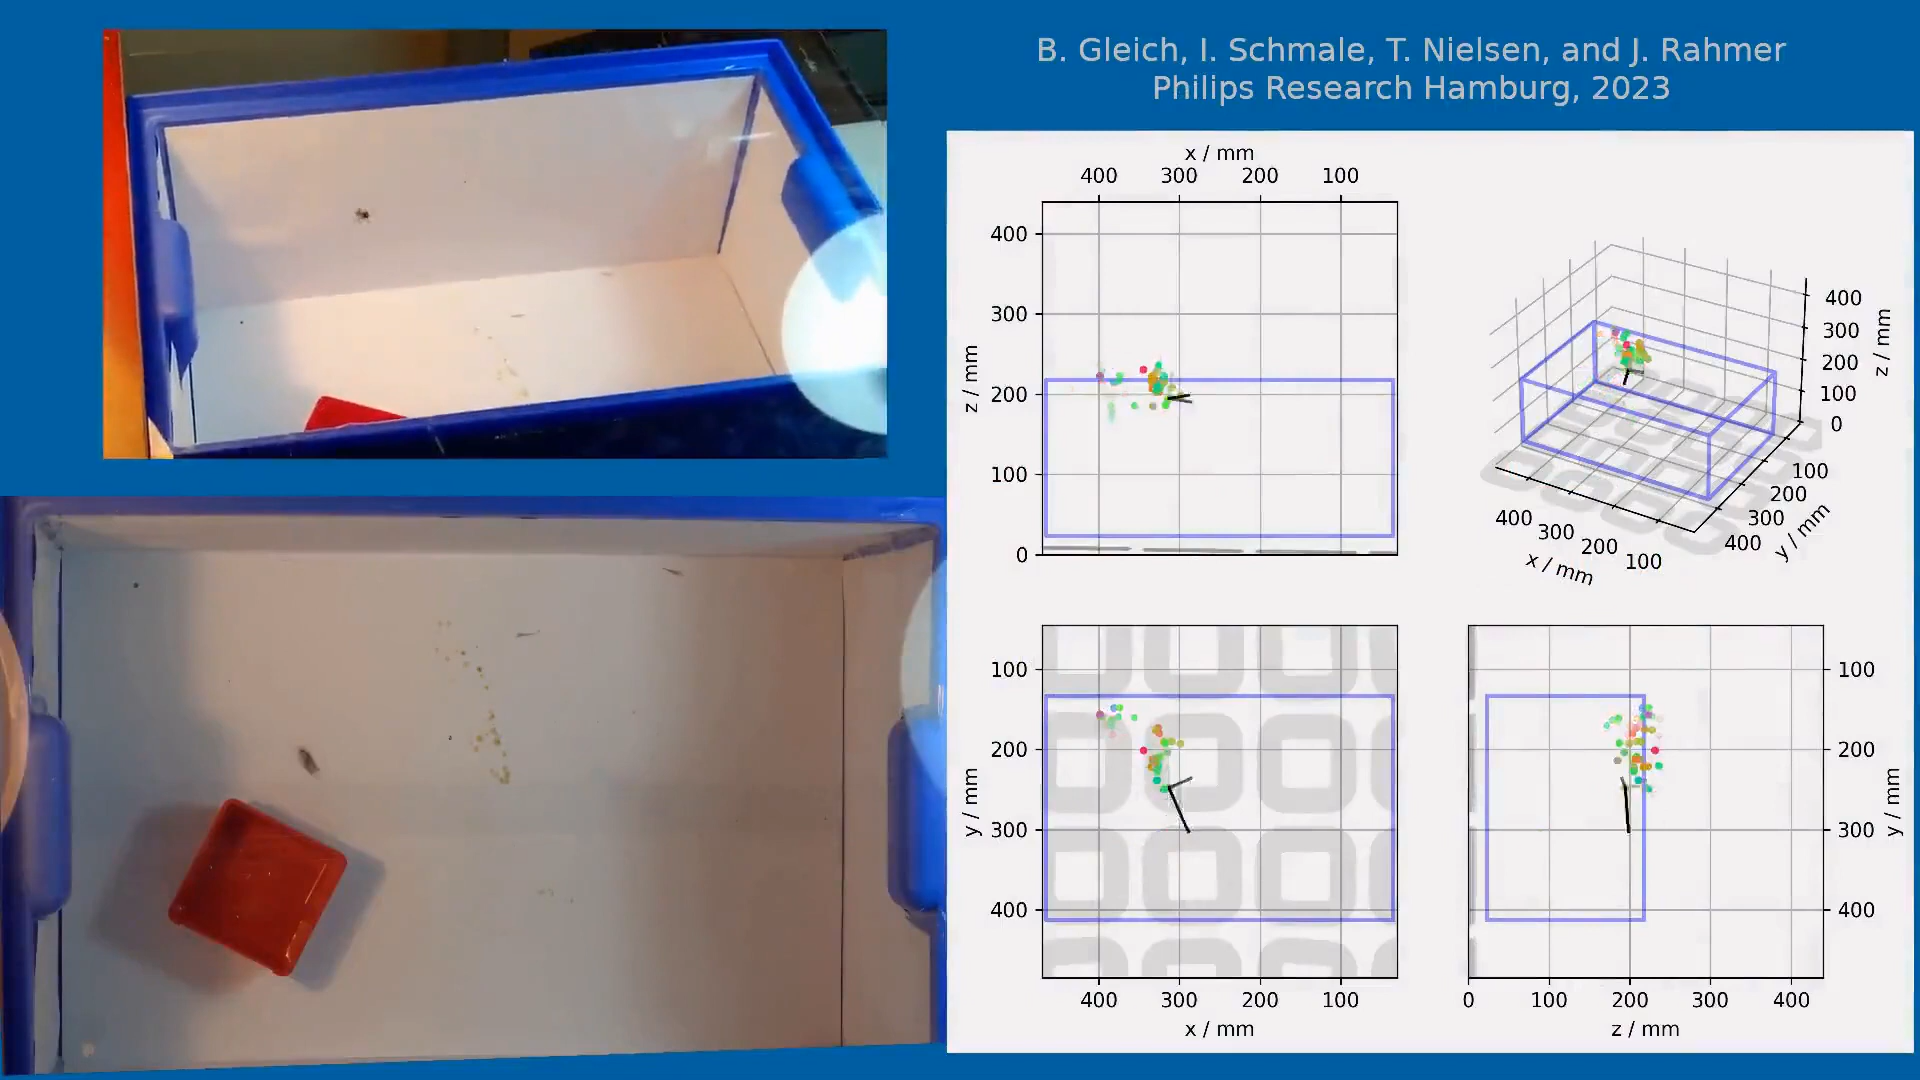 B. Gleich, I. Schmale, T. Nielsen, and J. Rahmer
Philips Research Hamburg, 2023
x / mm
400 300 200 100
400
300
200
100
0
z / mm
400
300
200
100
0
z / mm
100
200
300
400
y / mm
400
300
200
100
x / mm
100
200
300
400
y / mm
400 300 200 100
x / mm
100
200
300
400
y / mm
0 100 200 300 400
z / mm